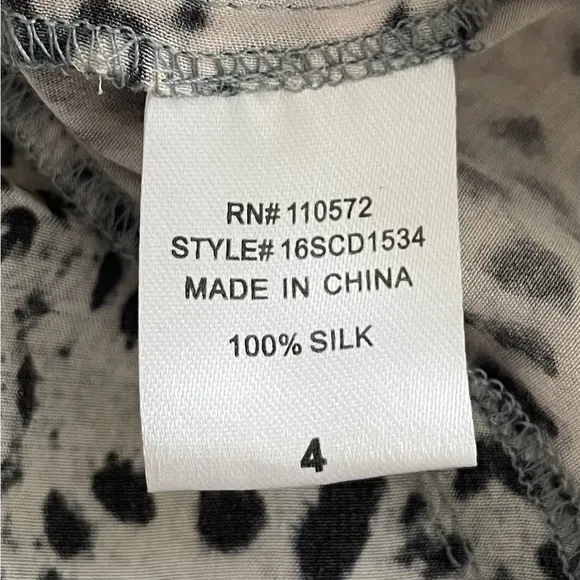 RN# 110572
STYLE# 16SCD1534
MADE IN CHINA
100% SILK
4